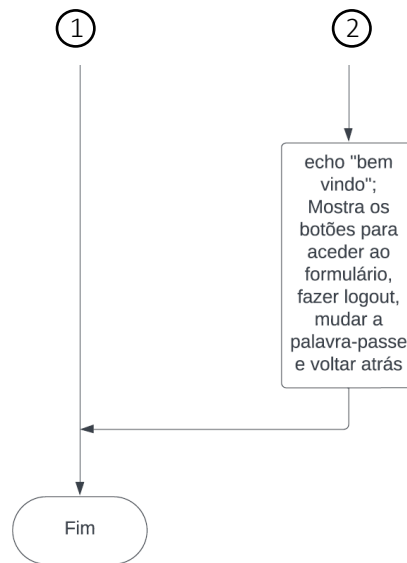 1
2
echo "bem
vindo";
Mostra os
botões para
aceder ao
formulário,
fazer logout,
mudar a
palavra-passe
e voltar atrás
Fim